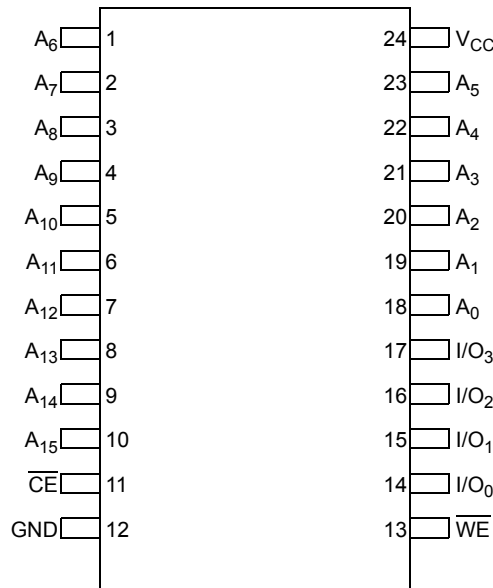 A6 1 24 VCC
A7 2 23 A5
A8 3 22 A4
A9 4 21 A3
A10 5 20 A2
A11 6 19 A1
A12 7 18 A0
A13 8 17 I/O3
A14 9 16 I/O2
A15 10 15 I/O1
C̅E̅ 11 14 I/O0
GND 12 13 W̅E̅